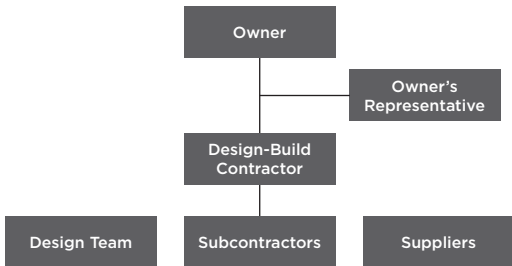 Owner
Owner’s
Representative
Design-Build
Contractor
Design Team
Subcontractors
Suppliers